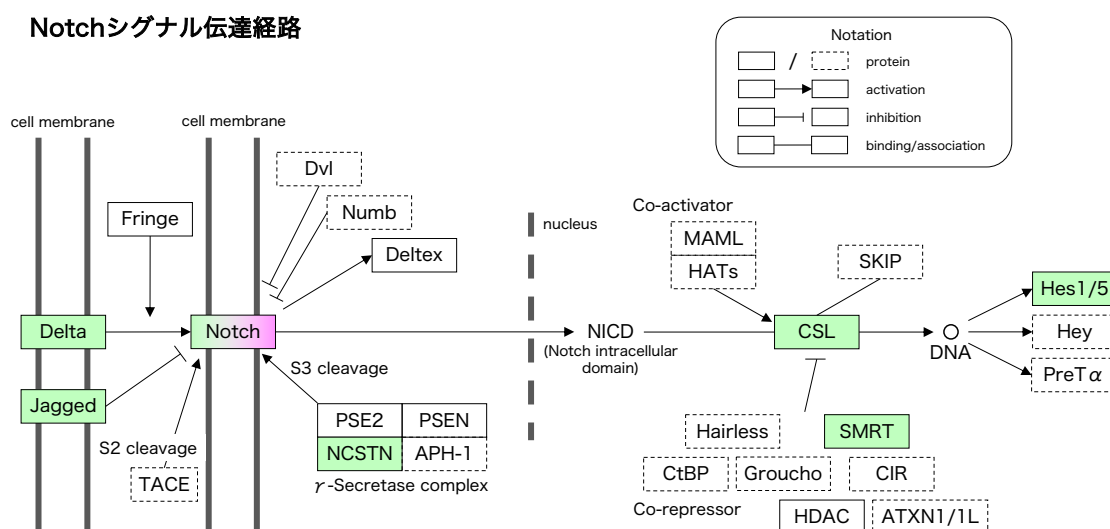 Notchシグナル伝達経路
Notation
/
protein
activation
inhibition
binding/association
cell membrane
cell membrane
Dvl
Numb
Fringe
Deltex
nucleus
Co-activator
MAML
HATs
SKIP
Hes1/5
Delta
Notch
NICD
(Notch intracellular
domain)
CSL
DNA
Hey
PreTα
S3 cleavage
Jagged
S2 cleavage
TACE
PSE2
PSEN
NCSTN
APH-1
γ-Secretase complex
Hairless
SMRT
CtBP
Groucho
CIR
Co-repressor
HDAC
ATXN1/1L